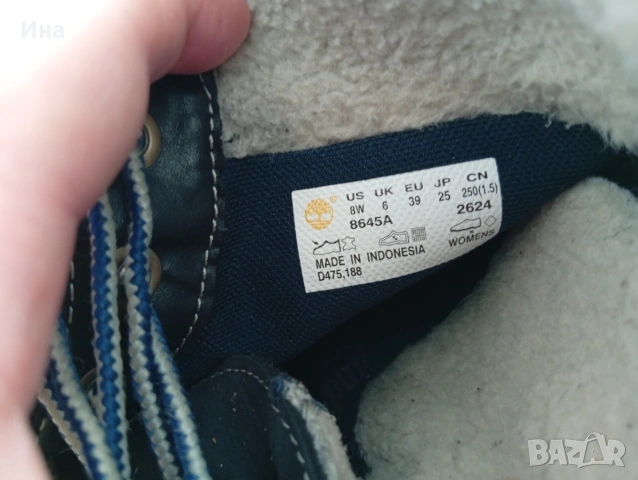 Ина
US UK EU JP CN
8W 6 39 25 250(1.5)
8645A 2624
WOMENS
MADE IN INDONESIA
D475,188
BAZAR